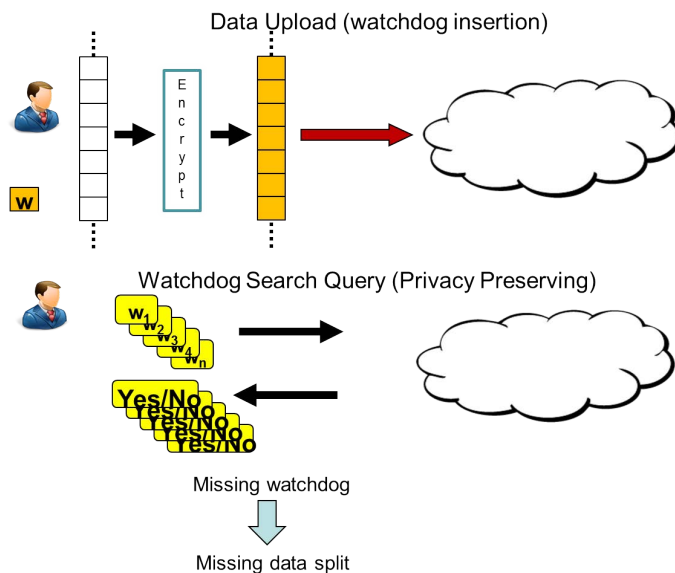 Data Upload (watchdog insertion)
Encrypt
w
Watchdog Search Query (Privacy Preserving)
w1
w2
w3
w4
wn
Yes/No
Yes/No
Yes/No
Yes/No
Yes/No
Missing watchdog
Missing data split